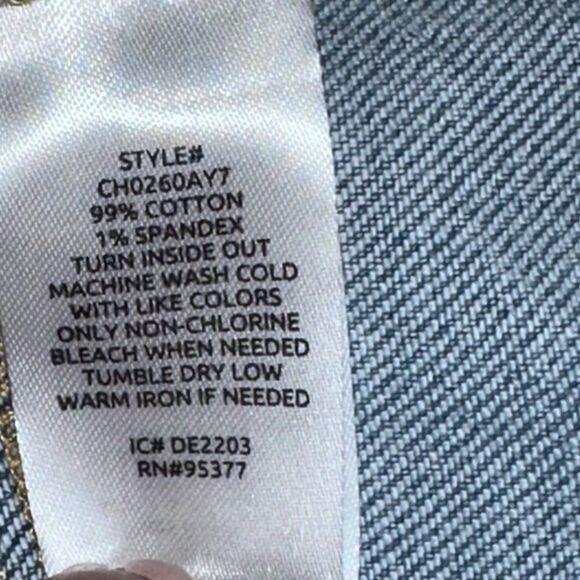 STYLE#
CH0260AY7
99% COTTON
1% SPANDEX
TURN INSIDE OUT
MACHINE WASH COLD
WITH LIKE COLORS
ONLY NON-CHLORINE
BLEACH WHEN NEEDED
TUMBLE DRY LOW
WARM IRON IF NEEDED
IC# DE2203
RN#95377